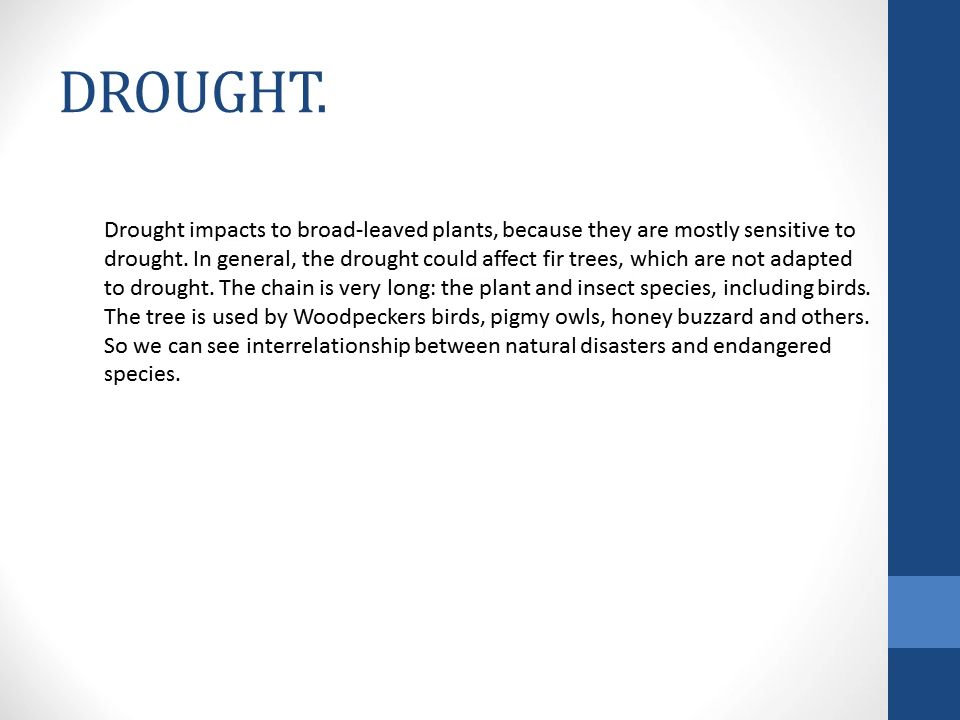 DROUGHT.
Drought impacts to broad-leaved plants, because they are mostly sensitive to
drought. In general, the drought could affect fir trees, which are not adapted
to drought. The chain is very long: the plant and insect species, including birds.
The tree is used by Woodpeckers birds, pigmy owls, honey buzzard and others.
So we can see interrelationship between natural disasters and endangered
species.